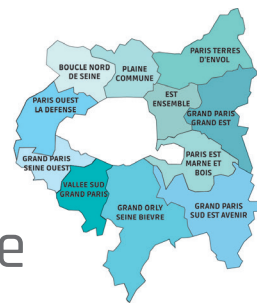 PARIS TERRES
D'ENVOL
BOUCLE NORD
DE SEINE
PLAINE
COMMUNE
EST
ENSEMBLE
PARIS OUEST
LA DEFENSE
GRAND PARIS
GRAND EST
GRAND PARIS
SEINE OUEST
PARIS EST
MARNE ET
BOIS
VALLEE SUD
GRAND PARIS
GRAND ORLY
SEINE BIEVRE
GRAND PARIS
SUD EST AVENIR
e